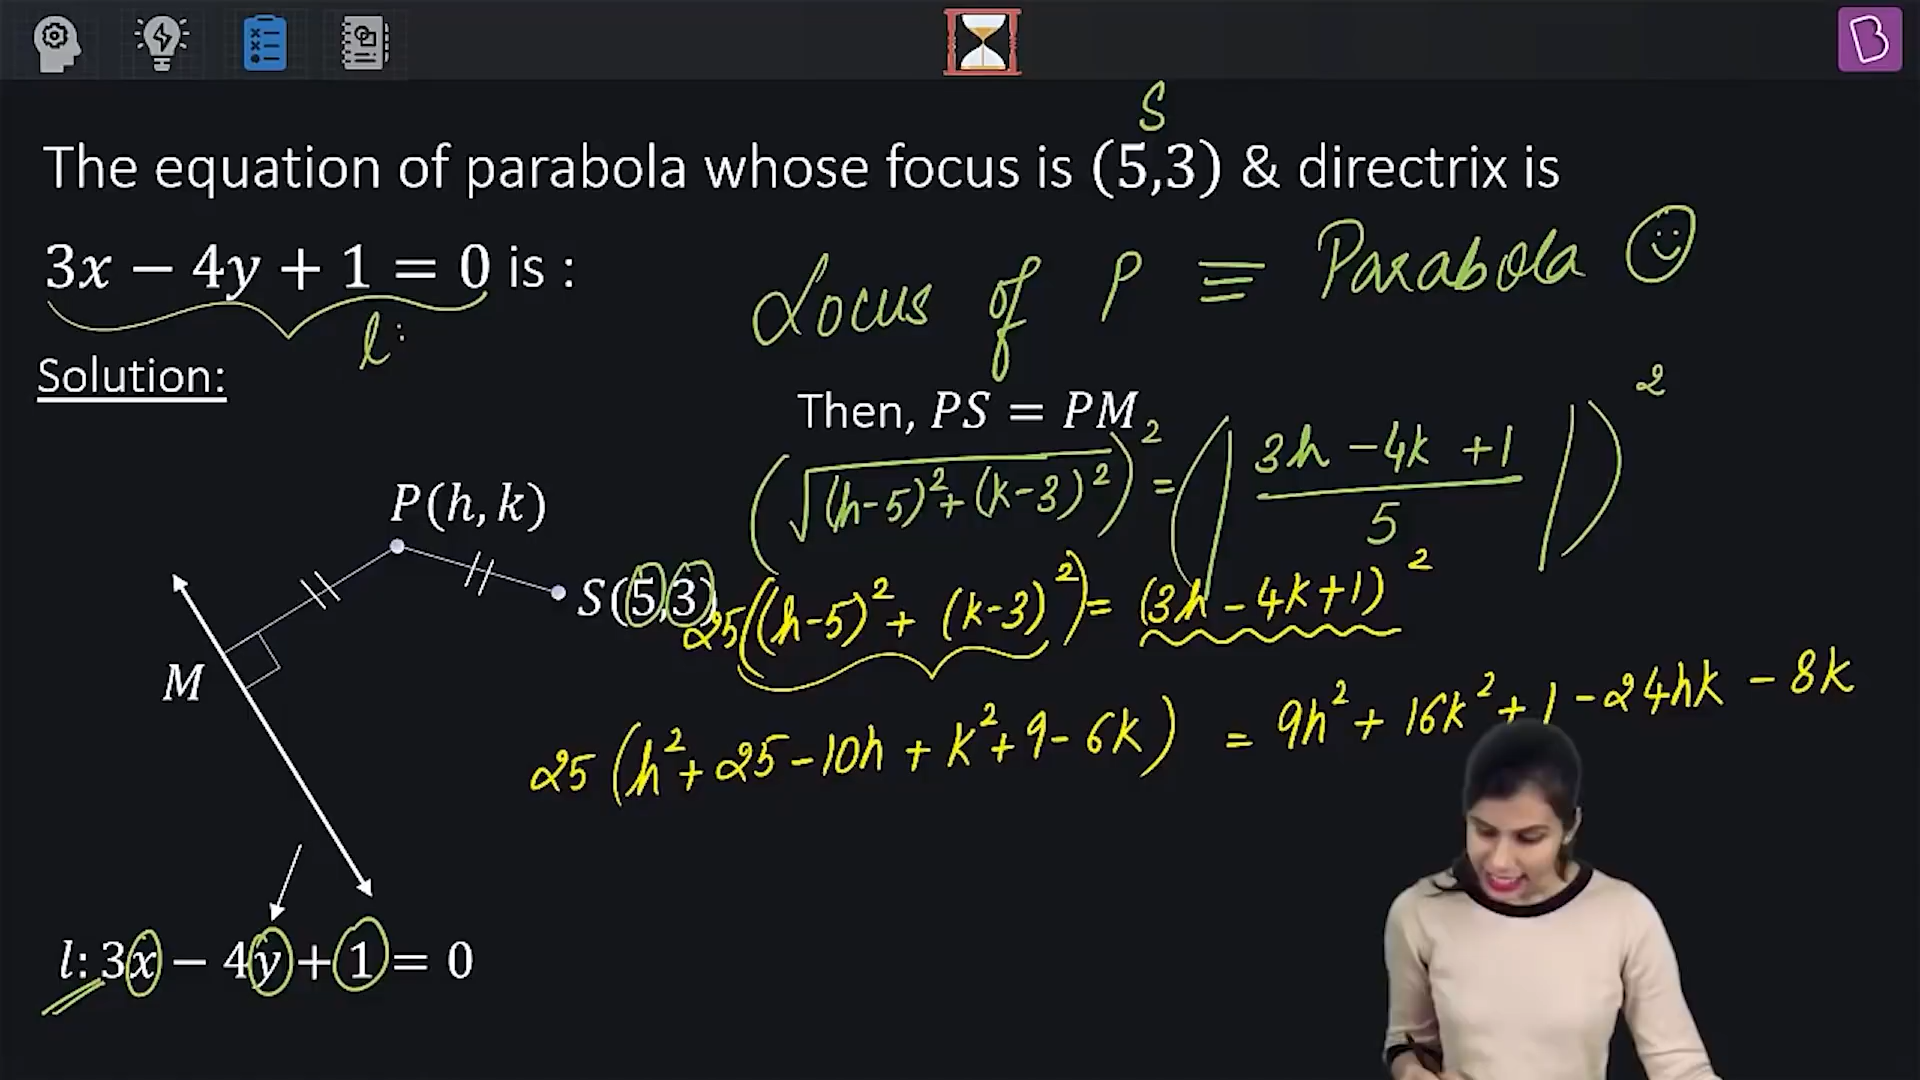 S
The equation of parabola whose focus is (5,3) & directrix is
3x − 4y + 1 = 0 is :
l :
Locus of P ≡ Parabola
Solution:
Then, PS = PM
(√((h-5)²+(k-3)²))² = (|(3h-4k+1)/5|)²
P(h, k)
S(5,3)
25((h-5)² + (k-3)²) = (3h-4k+1)²
M
25(h²+25-10h+k²+9-6k) = 9h²+16k²+1-24hk-8k
l: 3x − 4y + 1 = 0
B